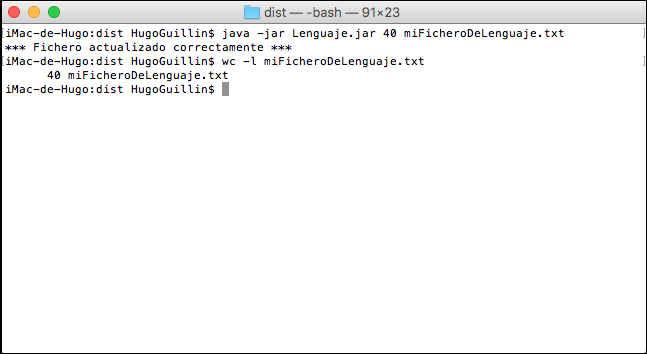 dist — -bash — 91×23
[iMac-de-Hugo:dist HugoGuillin$ java -jar Lenguaje.jar 40 miFicheroDeLenguaje.txt ]
*** Fichero actualizado correctamente ***
[iMac-de-Hugo:dist HugoGuillin$ wc -l miFicheroDeLenguaje.txt ]
40 miFicheroDeLenguaje.txt
iMac-de-Hugo:dist HugoGuillin$